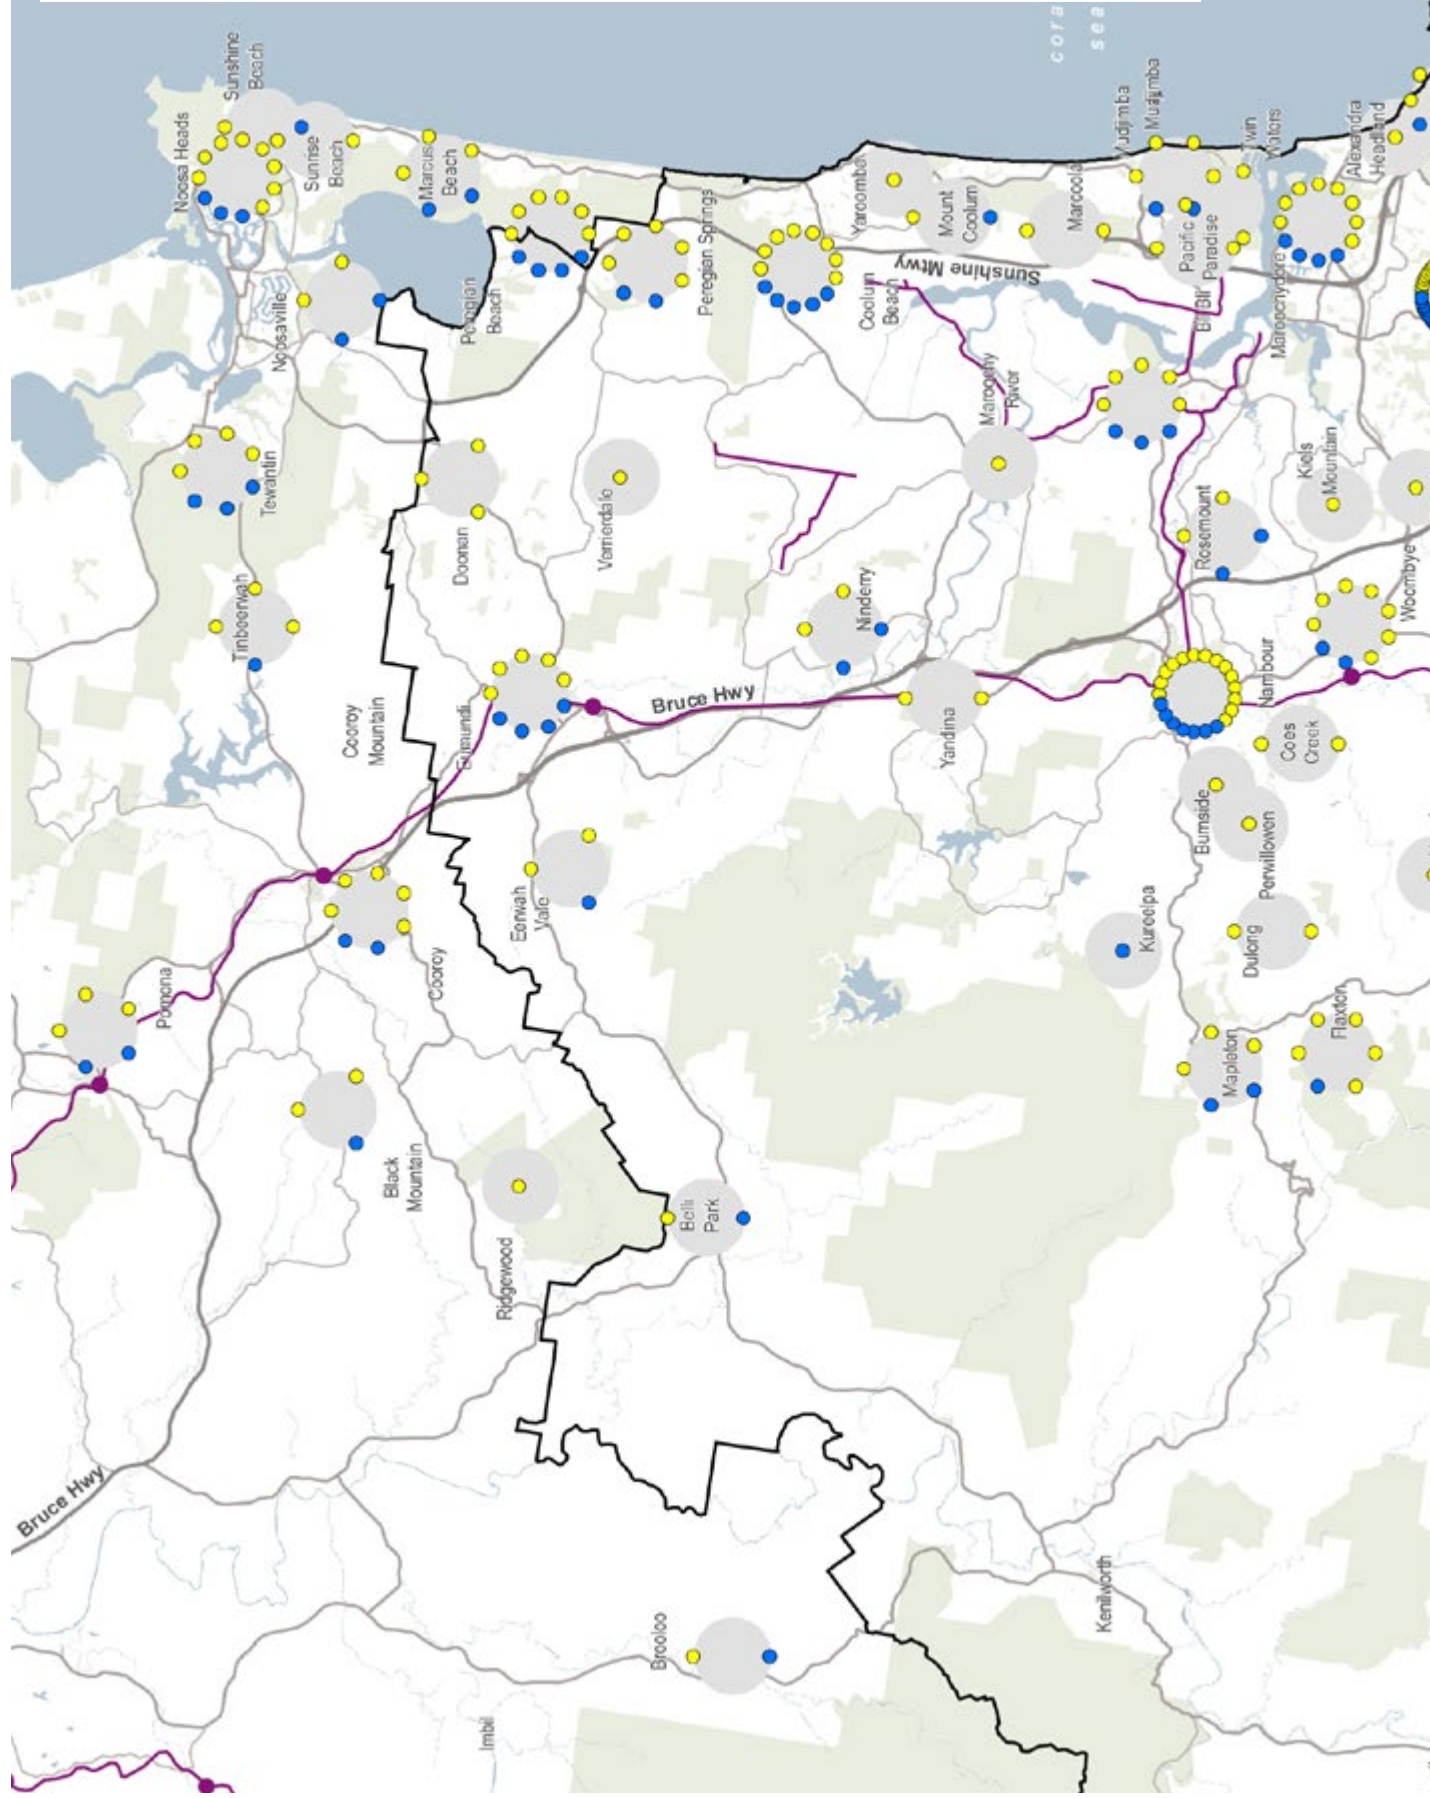 coral
sea
Sunshine
Beach
Noosa Heads
Sunrise
Beach
Marcus
Beach
Noosaville
Peregian
Beach
Peregian Springs
Yaroomba
Mount
Coolum
Marcoola
Mudjimba
Pacific
Paradise
Twin
Waters
Alexandra
Headland
Maroochydore
Bli Bli
Sunshine Mtwy
Coolum
Beach
Maroochy
River
Tewantin
Doonan
Verrierdale
Kiels
Mountain
Rosemount
Woombye
Tinbeerwah
Ninderry
Cooroy
Mountain
Eumundi
Bruce Hwy
Yandina
Nambour
Coes
Creek
Burnside
Perwillowen
Eerwah
Vale
Kureelpa
Dulong
Cooroy
Pomona
Mapleton
Flaxton
Black
Mountain
Ridgewood
Belli
Park
Bruce Hwy
Kenilworth
Brooloo
Imbil